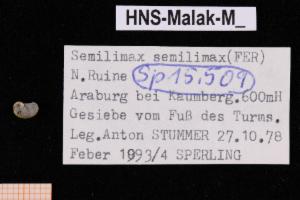 HNS-Malak-M_
Semilimax semilimax(FER)
N.Ruine Sp15.509
Araburg bei Kaumberg.600mH
Gesiebe vom Fuß des Turms.
Leg.Anton STUMMER 27.10.78
Feber 1993/4 SPERLING